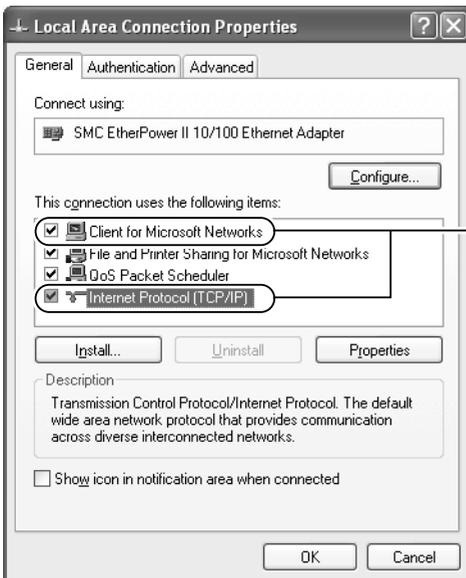 Local Area Connection Properties
General Authentication Advanced
Connect using:
SMC EtherPower II 10/100 Ethernet Adapter
Configure...
This connection uses the following items:
Client for Microsoft Networks
File and Printer Sharing for Microsoft Networks
QoS Packet Scheduler
Internet Protocol (TCP/IP)
Install... Uninstall Properties
Description
Transmission Control Protocol/Internet Protocol. The default
wide area network protocol that provides communication
across diverse interconnected networks.
Show icon in notification area when connected
OK Cancel